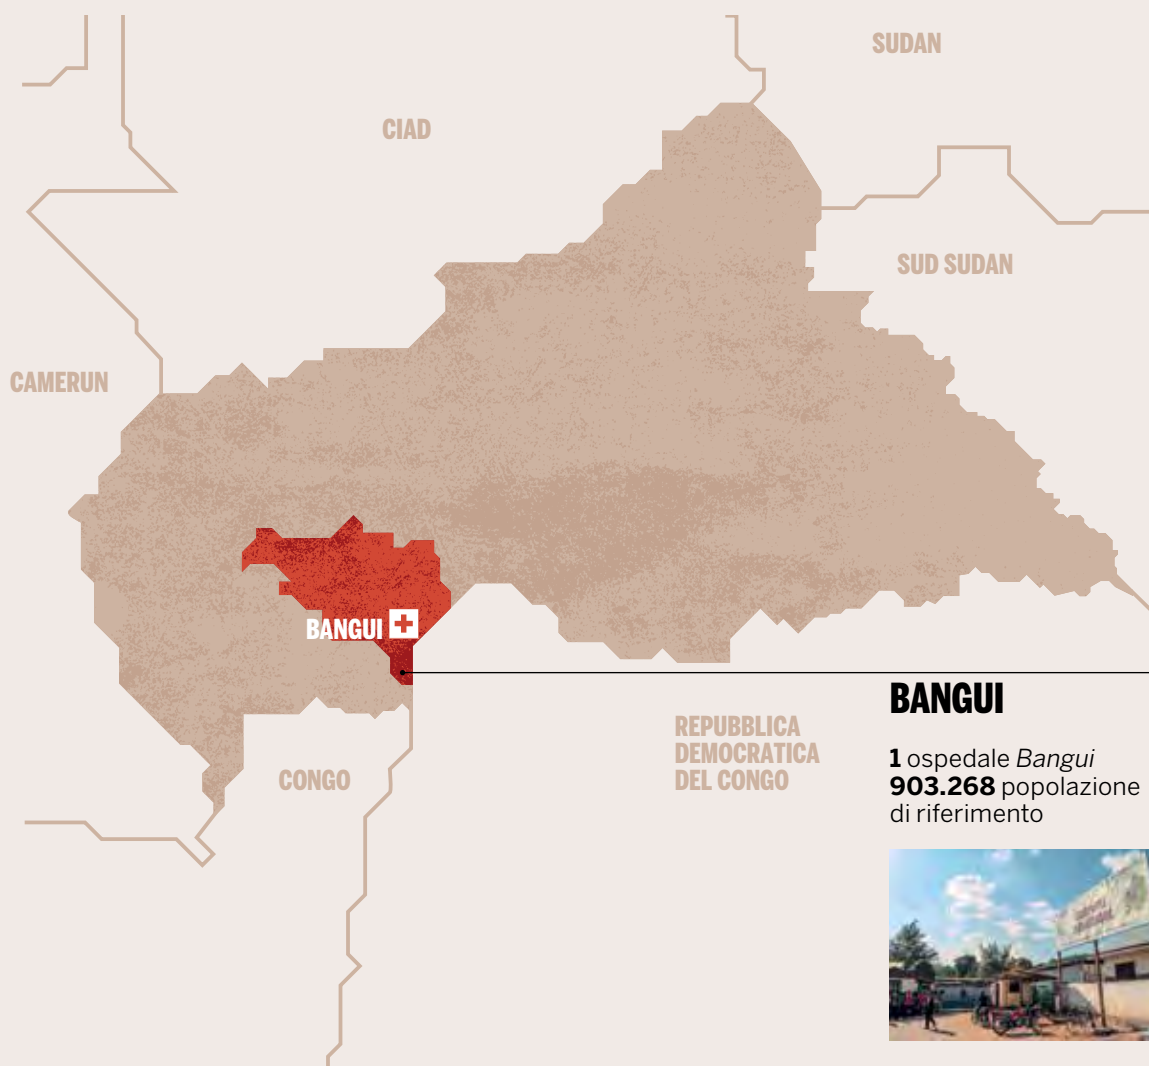 SUDAN
CIAD
SUD SUDAN
CAMERUN
BANGUI
REPUBBLICA
DEMOCRATICA
DEL CONGO
CONGO
BANGUI
1 ospedale Bangui
903.268 popolazione
di riferimento